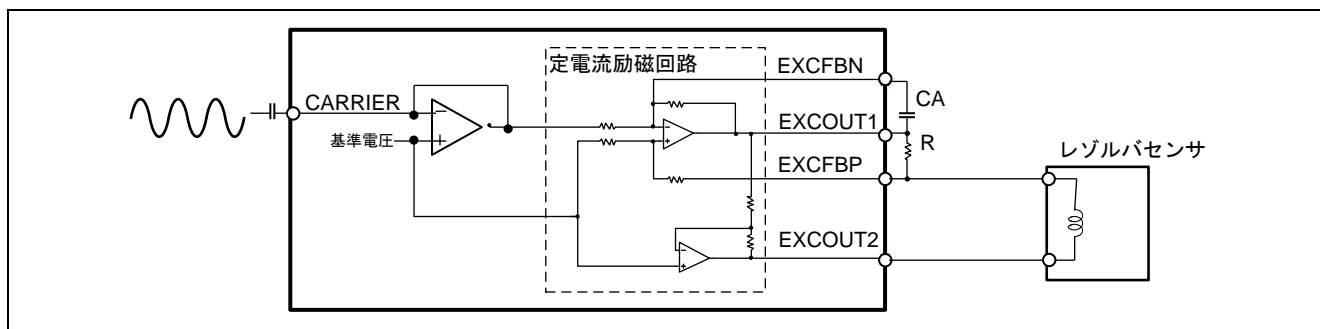 定電流励磁回路
EXCFBN
CARRIER
CA
EXCOUT1
基準電圧
R
EXCFBP
レゾルバセンサ
EXCOUT2